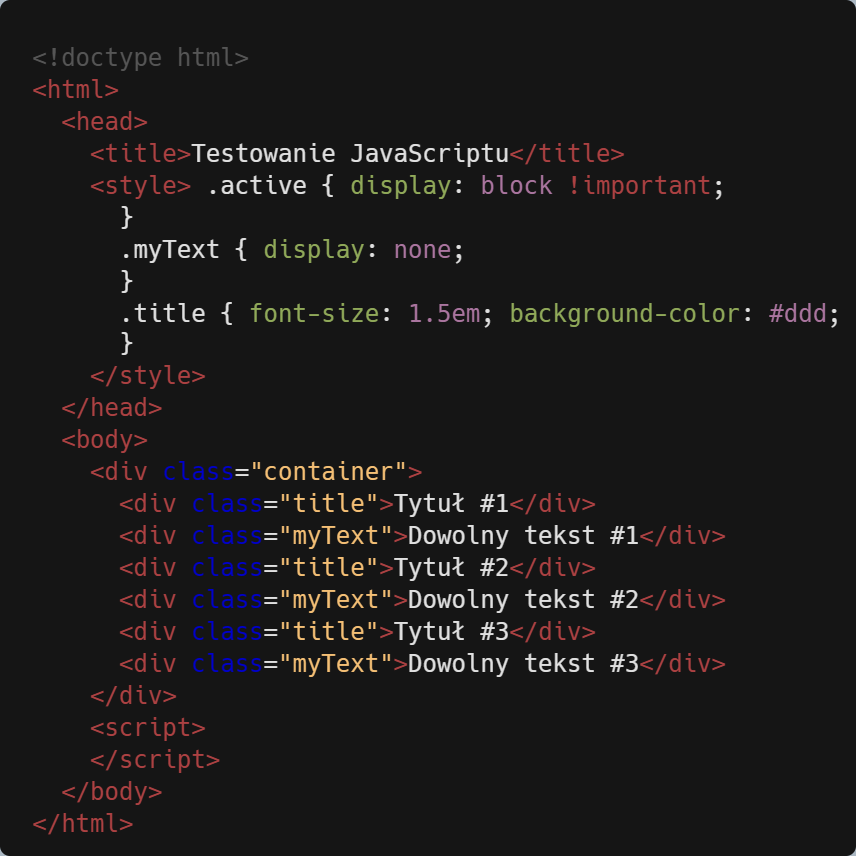 <!doctype html>
<html>
  <head>
    <title>Testowanie JavaScriptu</title>
    <style> .active { display: block !important;
      }
      .myText { display: none;
      }
      .title { font-size: 1.5em; background-color: #ddd;
      }
    </style>
  </head>
  <body>
    <div class="container">
      <div class="title">Tytuł #1</div>
      <div class="myText">Dowolny tekst #1</div>
      <div class="title">Tytuł #2</div>
      <div class="myText">Dowolny tekst #2</div>
      <div class="title">Tytuł #3</div>
      <div class="myText">Dowolny tekst #3</div>
    </div>
    <script>
    </script>
  </body>
</html>